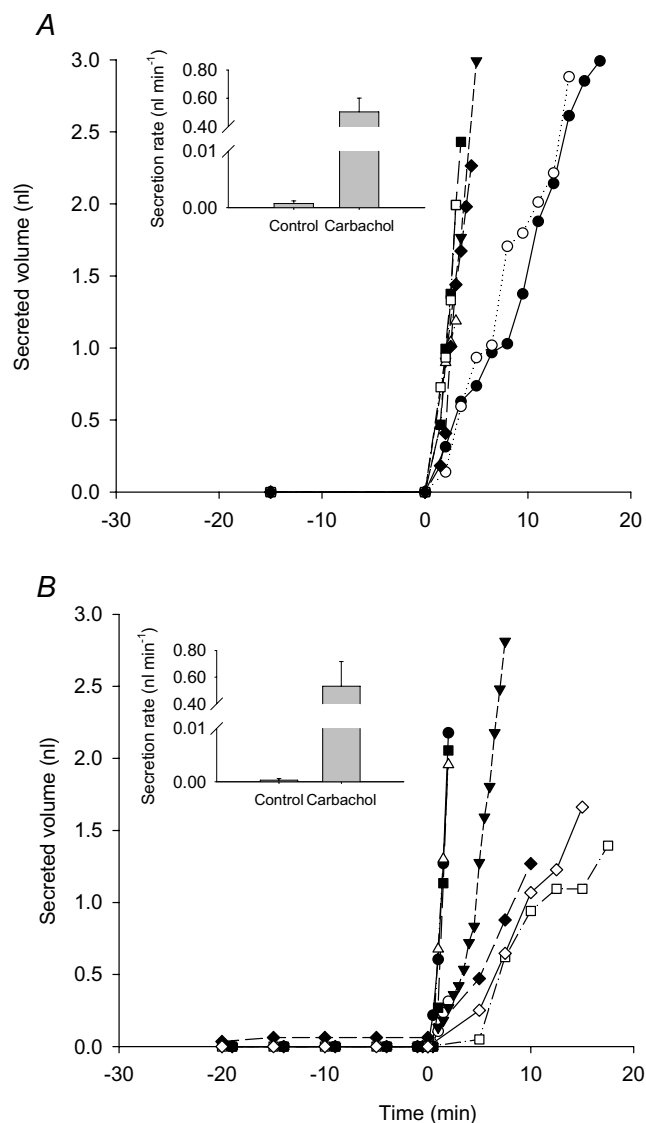 A
3.0
2.5
2.0
1.5
1.0
0.5
0.0
Secreted volume (nl)
-30 -20 -10 0 10 20
Secretion rate (nl min-1)
0.80
0.60
0.40
0.01
0.00
Control Carbachol
B
3.0
2.5
2.0
1.5
1.0
0.5
0.0
Secreted volume (nl)
-30 -20 -10 0 10 20
Time (min)
Secretion rate (nl min-1)
0.80
0.60
0.40
0.01
0.00
Control Carbachol